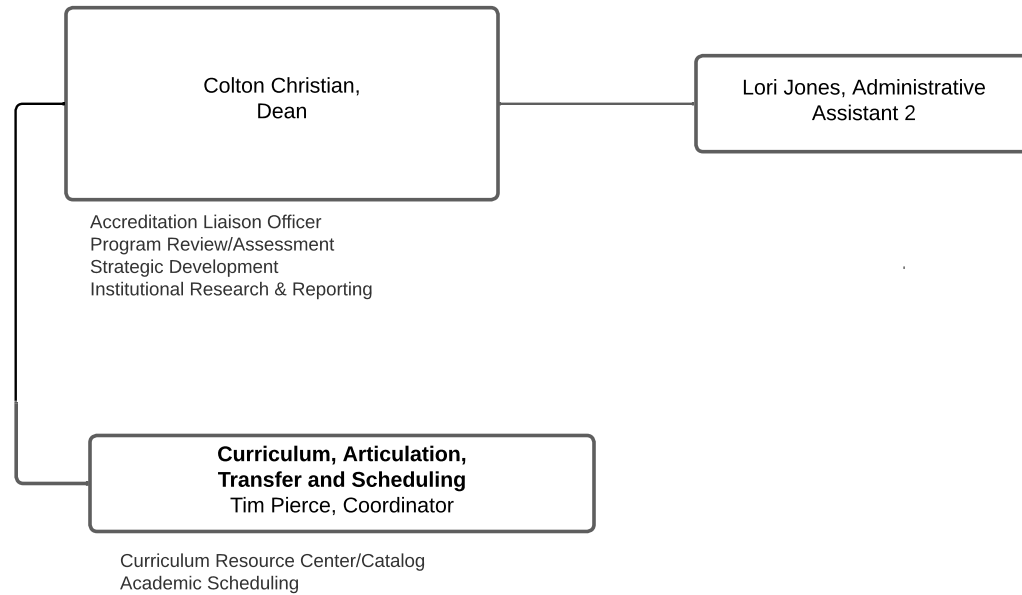 Colton Christian,
Dean
Lori Jones, Administrative
Assistant 2
Accreditation Liaison Officer
Program Review/Assessment
Strategic Development
Institutional Research & Reporting
Curriculum, Articulation,
Transfer and Scheduling
Tim Pierce, Coordinator
Curriculum Resource Center/Catalog
Academic Scheduling